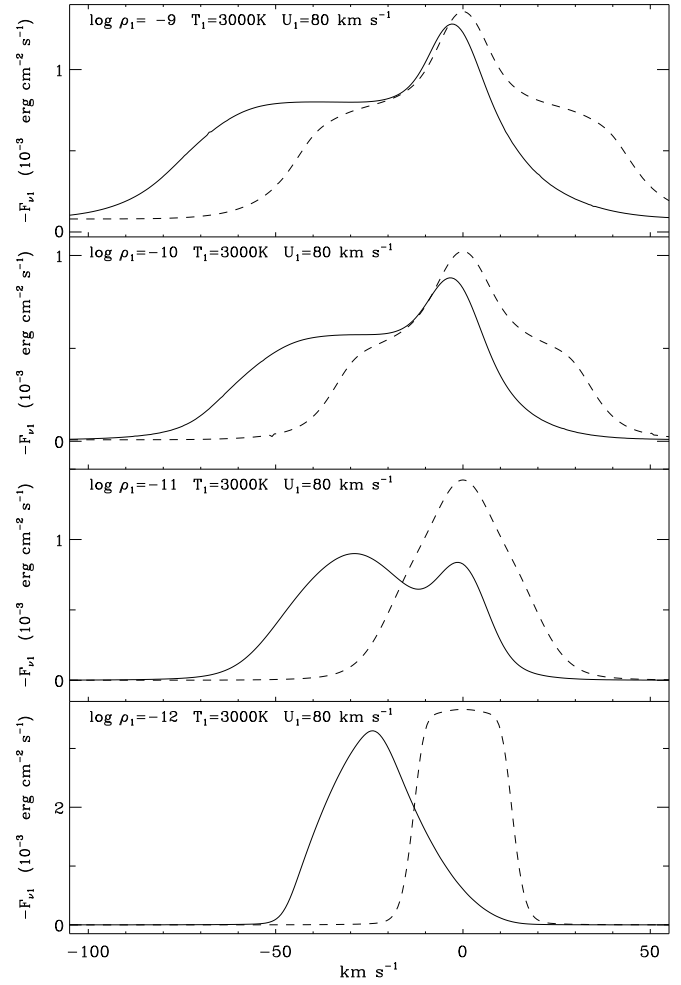 log ρ₁= −9 T₁=3000K U₁=80 km s⁻¹
−Fν₁ (10⁻³ erg cm⁻² s⁻¹)
1
0
log ρ₁=−10 T₁=3000K U₁=80 km s⁻¹
−Fν₁ (10⁻³ erg cm⁻² s⁻¹)
1
0
log ρ₁=−11 T₁=3000K U₁=80 km s⁻¹
−Fν₁ (10⁻³ erg cm⁻² s⁻¹)
1
0
log ρ₁=−12 T₁=3000K U₁=80 km s⁻¹
−Fν₁ (10⁻³ erg cm⁻² s⁻¹)
2
0
−100 −50 0 50
km s⁻¹